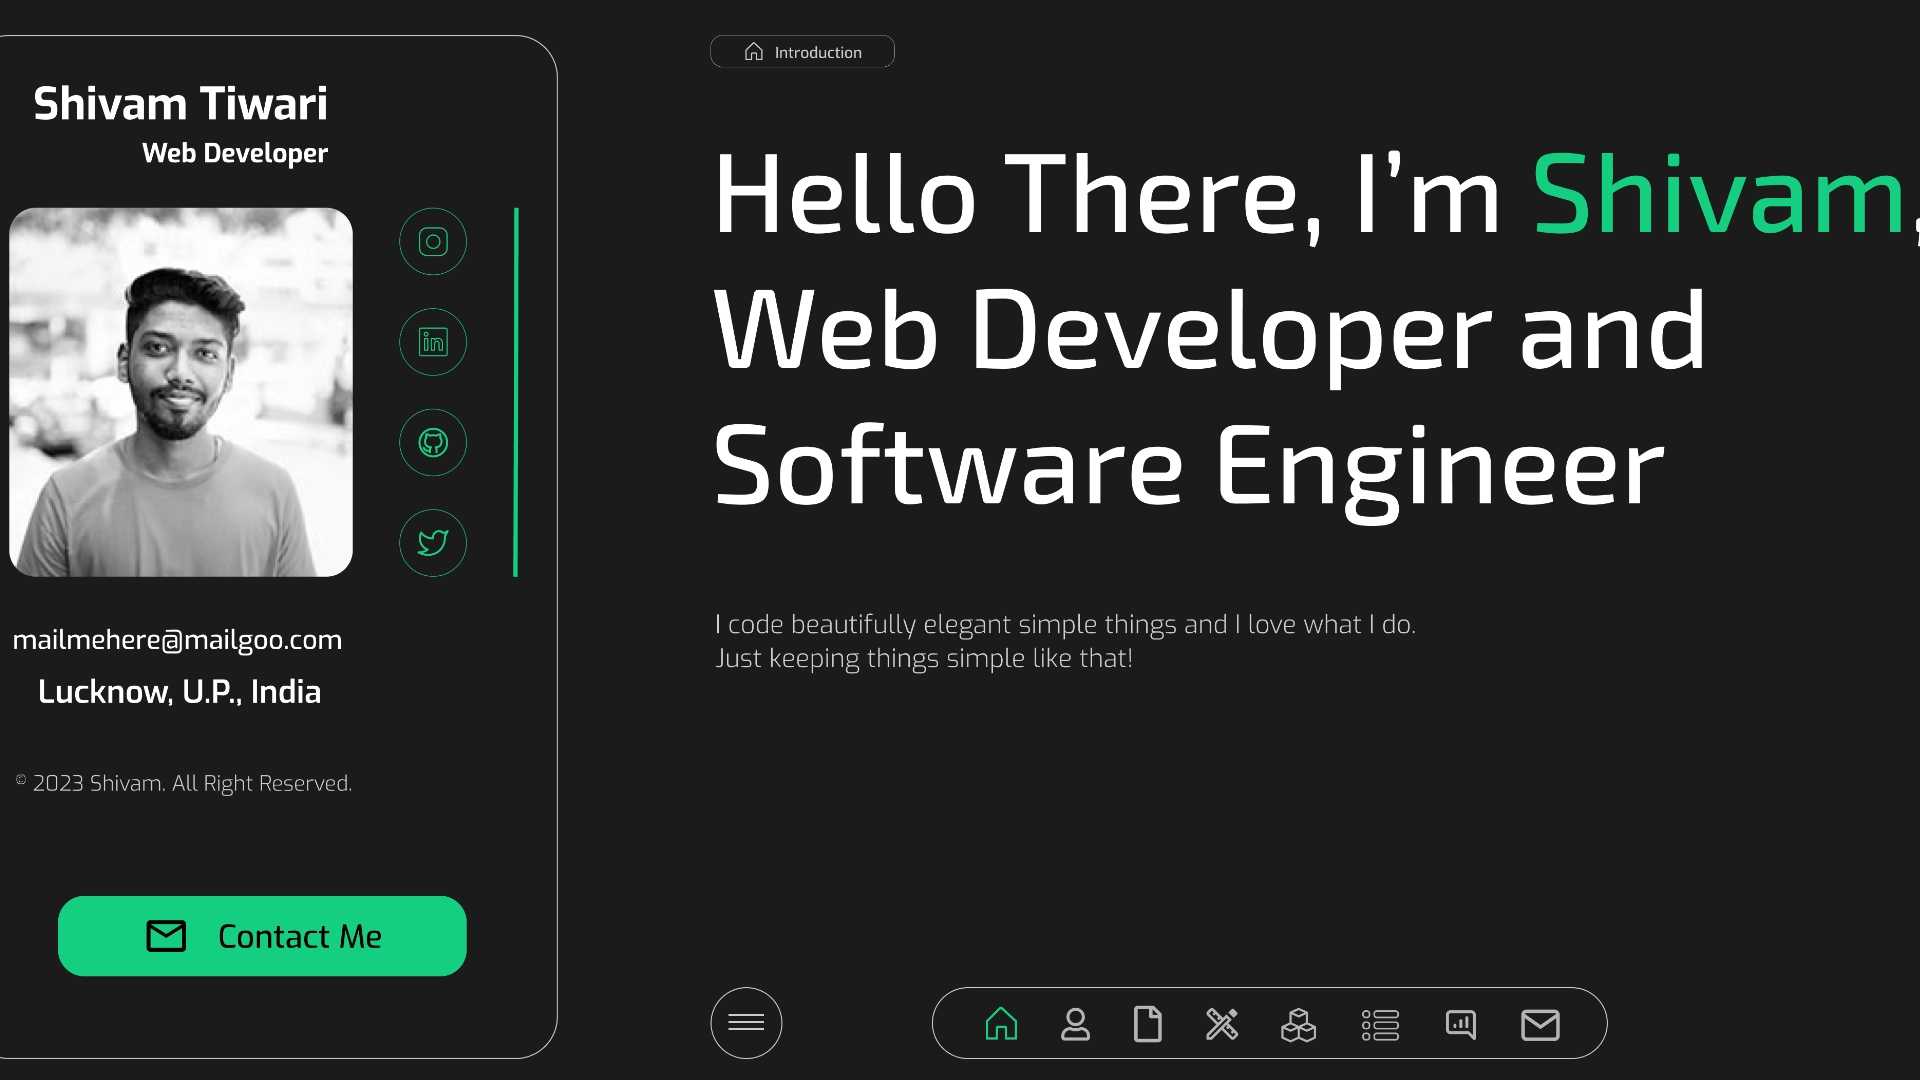 Shivam Tiwari
Web Developer
mailmehere@mailgoo.com
Lucknow, U.P., India
© 2023 Shivam. All Right Reserved.
Contact Me
Introduction
Hello There, I’m Shivam,
Web Developer and
Software Engineer
I code beautifully elegant simple things and I love what I do.
Just keeping things simple like that!